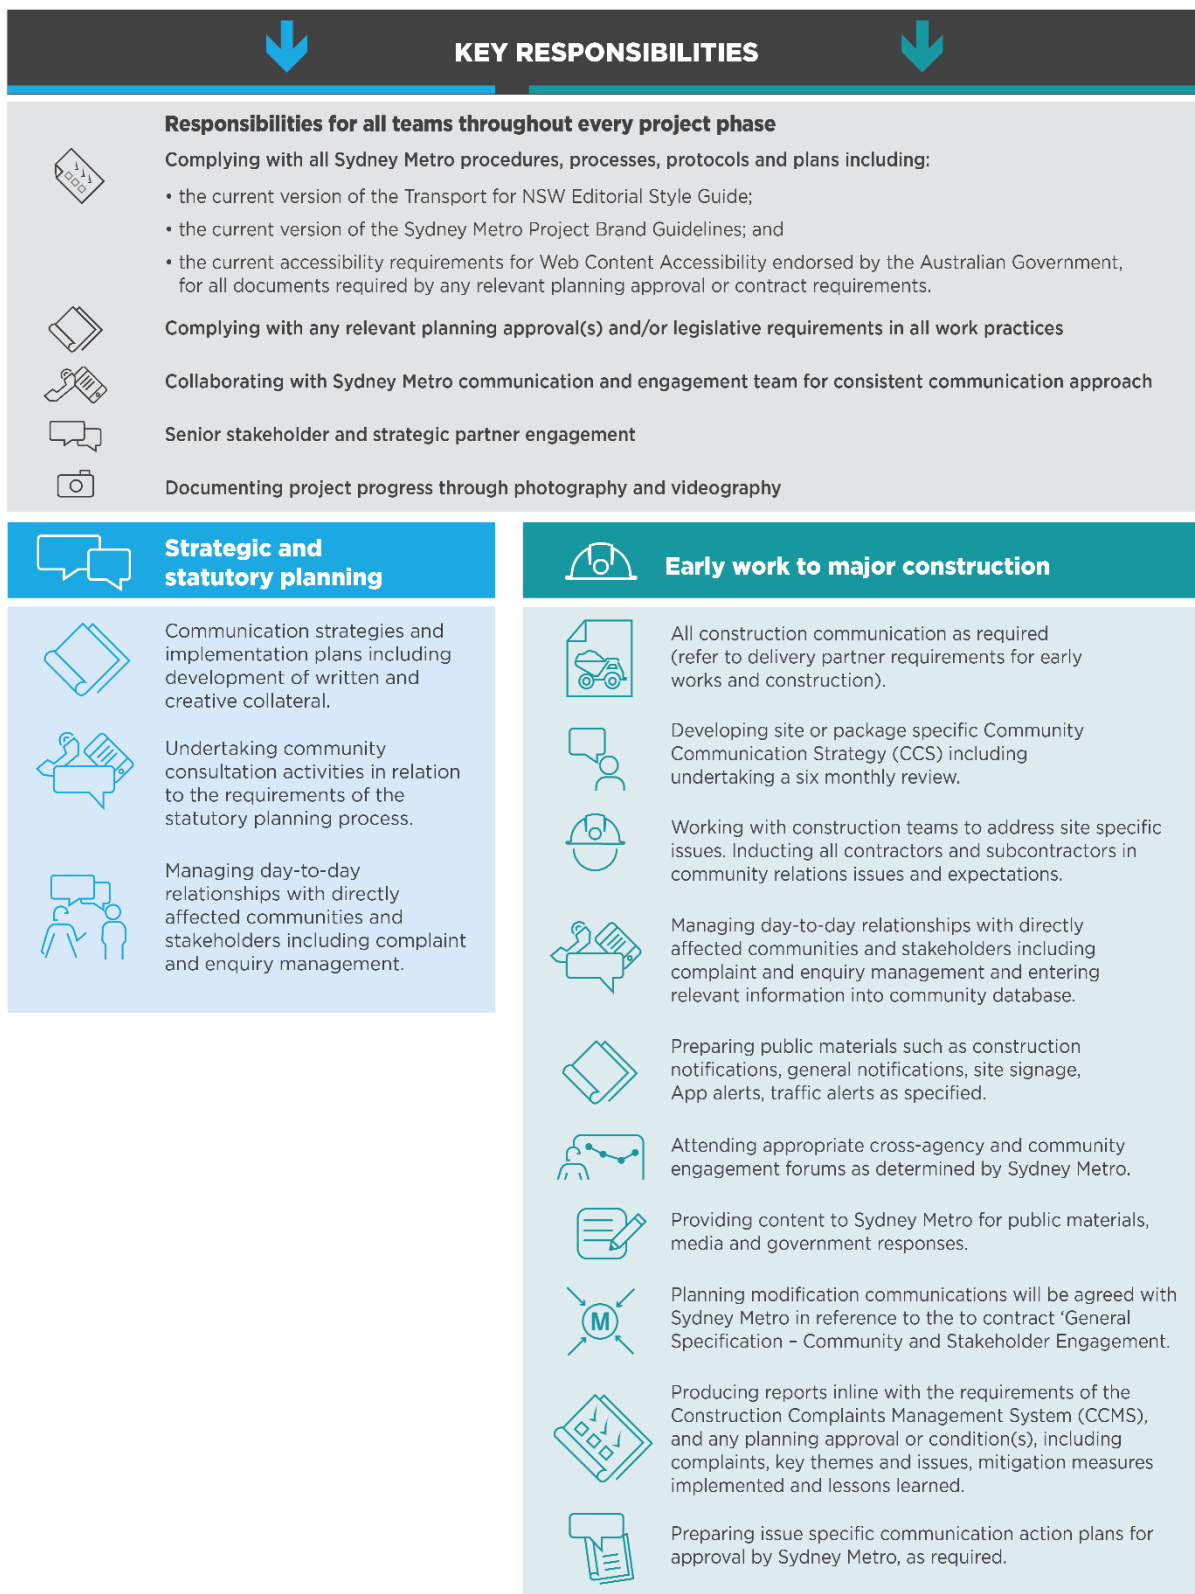 KEY RESPONSIBILITIES
Responsibilities for all teams throughout every project phase
Complying with all Sydney Metro procedures, processes, protocols and plans including:
• the current version of the Transport for NSW Editorial Style Guide;
• the current version of the Sydney Metro Project Brand Guidelines; and
• the current accessibility requirements for Web Content Accessibility endorsed by the Australian Government,
for all documents required by any relevant planning approval or contract requirements.
Complying with any relevant planning approval(s) and/or legislative requirements in all work practices
Collaborating with Sydney Metro communication and engagement team for consistent communication approach
Senior stakeholder and strategic partner engagement
Documenting project progress through photography and videography
Strategic and
statutory planning
Communication strategies and
implementation plans including
development of written and
creative collateral.
Undertaking community
consultation activities in relation
to the requirements of the
statutory planning process.
Managing day-to-day
relationships with directly
affected communities and
stakeholders including complaint
and enquiry management.
Early work to major construction
All construction communication as required
(refer to delivery partner requirements for early
works and construction).
Developing site or package specific Community
Communication Strategy (CCS) including
undertaking a six monthly review.
Working with construction teams to address site specific
issues. Inducting all contractors and subcontractors in
community relations issues and expectations.
Managing day-to-day relationships with directly
affected communities and stakeholders including
complaint and enquiry management and entering
relevant information into community database.
Preparing public materials such as construction
notifications, general notifications, site signage,
App alerts, traffic alerts as specified.
Attending appropriate cross-agency and community
engagement forums as determined by Sydney Metro.
Providing content to Sydney Metro for public materials,
media and government responses.
M
Planning modification communications will be agreed with
Sydney Metro in reference to the to contract ‘General
Specification – Community and Stakeholder Engagement.
Producing reports inline with the requirements of the
Construction Complaints Management System (CCMS),
and any planning approval or condition(s), including
complaints, key themes and issues, mitigation measures
implemented and lessons learned.
Preparing issue specific communication action plans for
approval by Sydney Metro, as required.